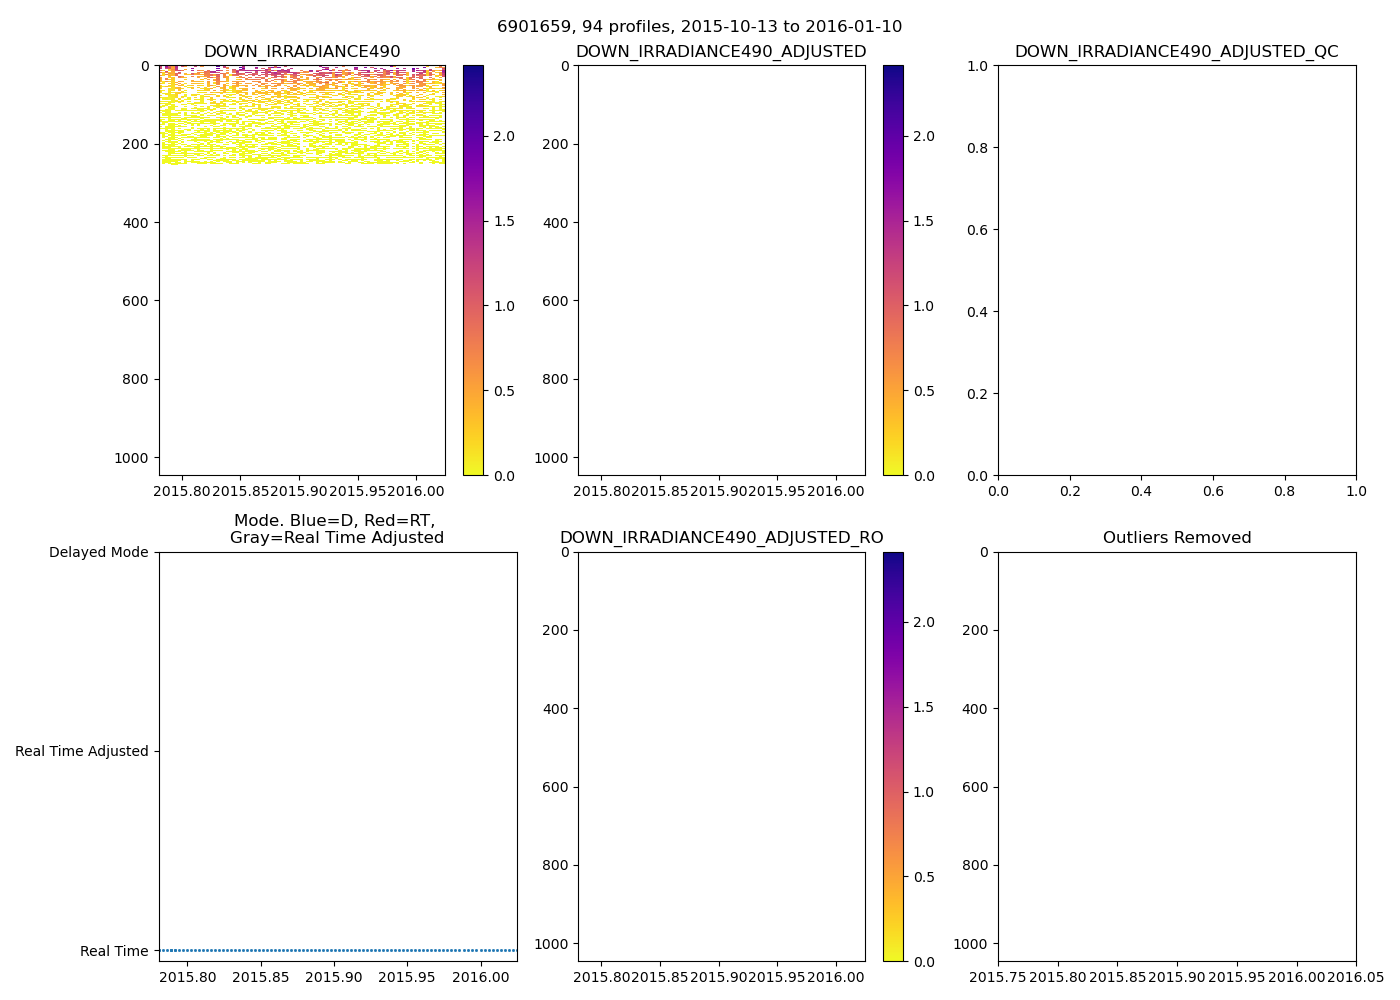 6901659, 94 profiles, 2015-10-13 to 2016-01-10
DOWN_IRRADIANCE490
0
200
400
600
800
1000
2015.80 2015.85 2015.90 2015.95 2016.00
2.0
1.5
1.0
0.5
0.0
DOWN_IRRADIANCE490_ADJUSTED
0
200
400
600
800
1000
2015.80 2015.85 2015.90 2015.95 2016.00
2.0
1.5
1.0
0.5
0.0
DOWN_IRRADIANCE490_ADJUSTED_QC
1.0
0.8
0.6
0.4
0.2
0.0
0.0 0.2 0.4 0.6 0.8 1.0
Mode. Blue=D, Red=RT,
Gray=Real Time Adjusted
Delayed Mode
Real Time Adjusted
Real Time
2015.80 2015.85 2015.90 2015.95 2016.00
DOWN_IRRADIANCE490_ADJUSTED_RO
0
200
400
600
800
1000
2015.80 2015.85 2015.90 2015.95 2016.00
2.0
1.5
1.0
0.5
0.0
Outliers Removed
0
200
400
600
800
1000
2015.75 2015.80 2015.85 2015.90 2015.95 2016.00 2016.05